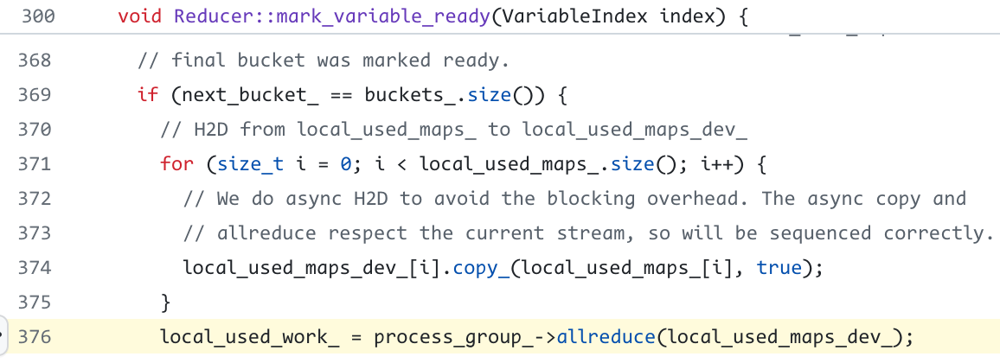 300 void Reducer::mark_variable_ready(VariableIndex index) {
368 // final bucket was marked ready.
369 if (next_bucket_ == buckets_.size()) {
370 // H2D from local_used_maps_ to local_used_maps_dev_
371 for (size_t i = 0; i < local_used_maps_.size(); i++) {
372 // We do async H2D to avoid the blocking overhead. The async copy and
373 // allreduce respect the current stream, so will be sequenced correctly.
374 local_used_maps_dev_[i].copy_(local_used_maps_[i], true);
375 }
376 local_used_work_ = process_group_->allreduce(local_used_maps_dev_);